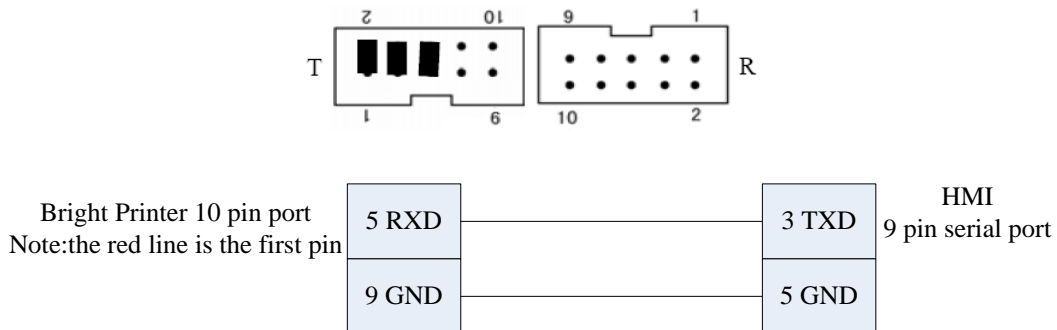 2 10 9 1
T R
1 9 10 2
Bright Printer 10 pin port
Note:the red line is the first pin
5 RXD 3 TXD
9 GND 5 GND
HMI
9 pin serial port